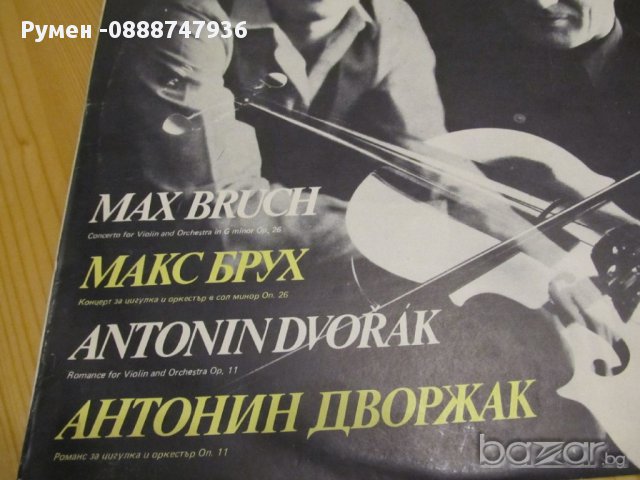 Румен -0888747936
MAX BRUCH
Concerto for Violin and Orchestra in G minor Op. 26
МАКС БРУХ
Концерт за цигулка и оркестър в сол минор Оп. 26
ANTONIN DVOŘÁK
Romance for Violin and Orchestra Op, 11
АНТОНИН ДВОРЖАК
Романс за цигулка и оркестър Оп. 11
bazar.bg